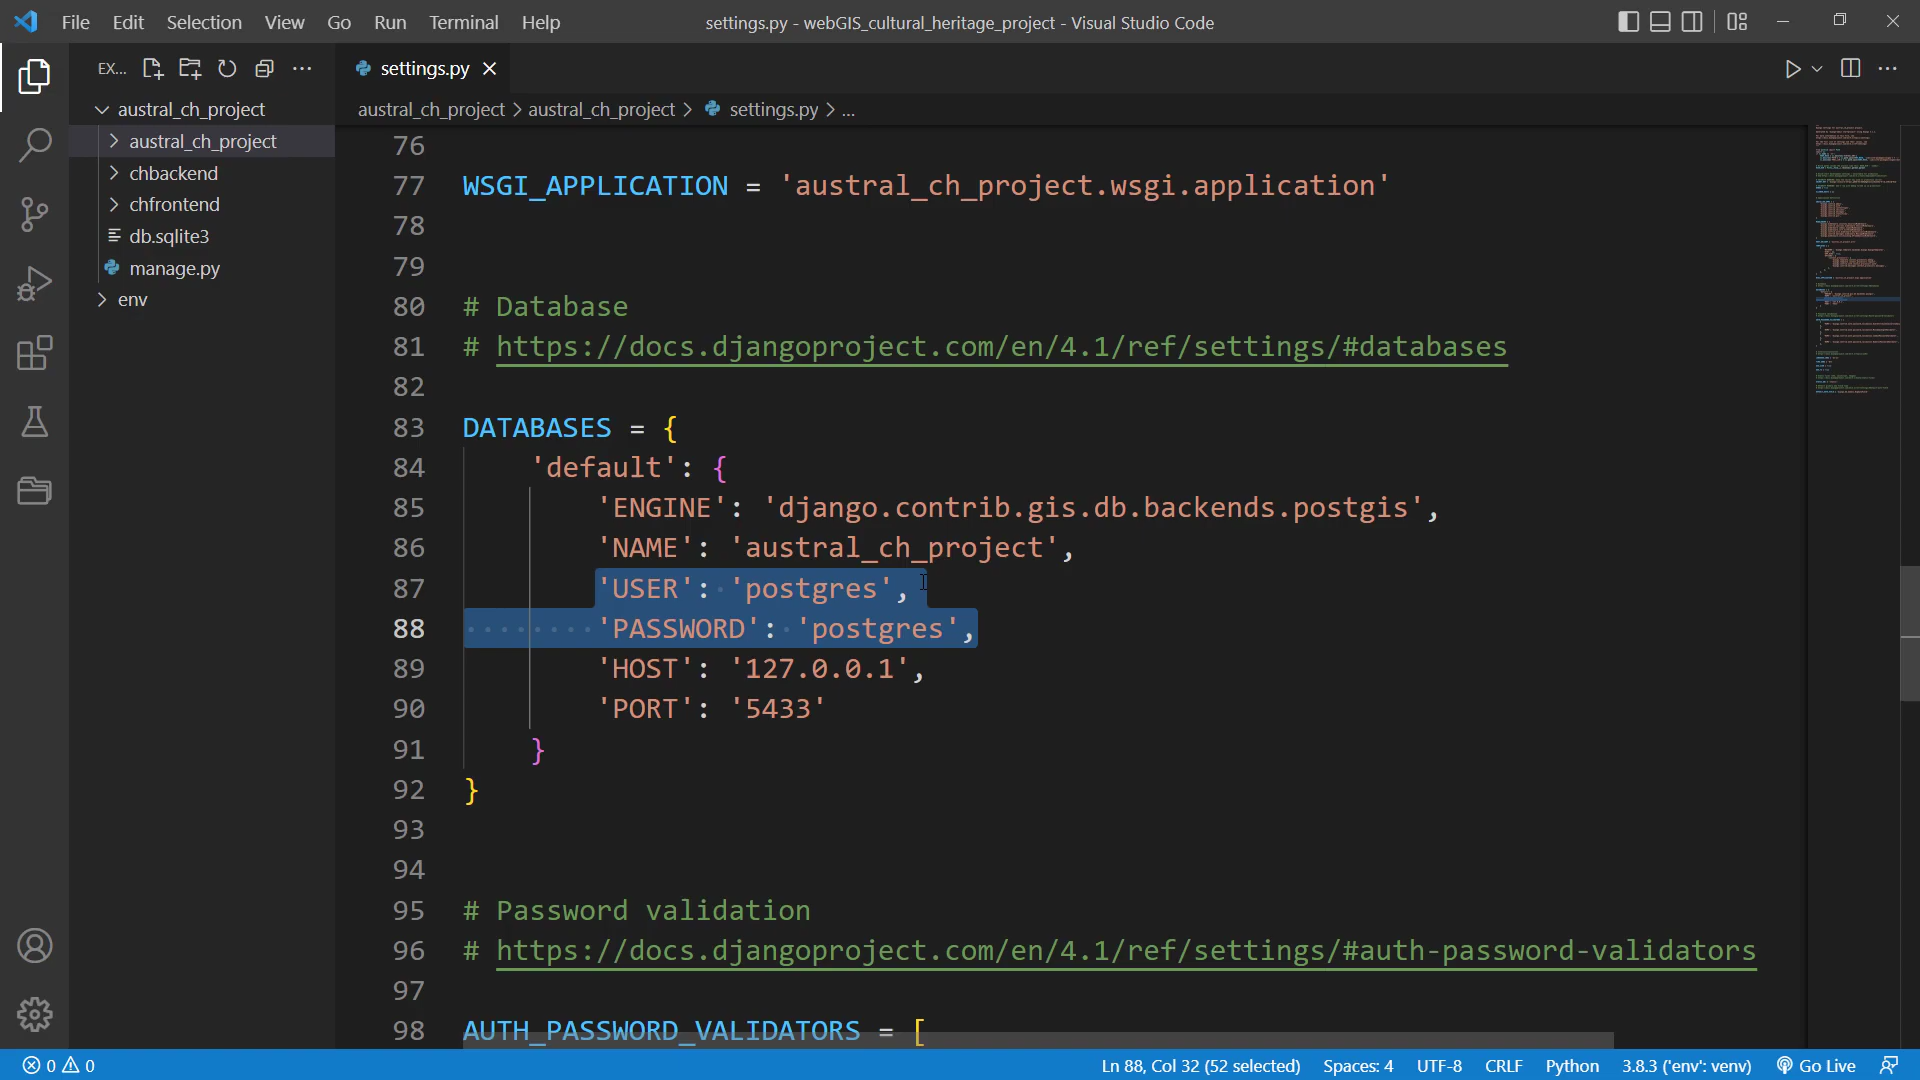 File Edit Selection View Go Run Terminal Help
settings.py - webGIS_cultural_heritage_project - Visual Studio Code
EX...
settings.py
austral_ch_project > austral_ch_project > settings.py > ...
austral_ch_project
austral_ch_project
chbackend
chfrontend
db.sqlite3
manage.py
env
76
77 WSGI_APPLICATION = 'austral_ch_project.wsgi.application'
78
79
80 # Database
81 # https://docs.djangoproject.com/en/4.1/ref/settings/#databases
82
83 DATABASES = {
84 'default': {
85 'ENGINE': 'django.contrib.gis.db.backends.postgis',
86 'NAME': 'austral_ch_project',
87 'USER': 'postgres',
88 'PASSWORD': 'postgres',
89 'HOST': '127.0.0.1',
90 'PORT': '5433'
91 }
92 }
93
94
95 # Password validation
96 # https://docs.djangoproject.com/en/4.1/ref/settings/#auth-password-validators
97
98 AUTH_PASSWORD_VALIDATORS = [
0 0
Ln 88, Col 32 (52 selected) Spaces: 4 UTF-8 CRLF Python 3.8.3 ('env': venv) Go Live